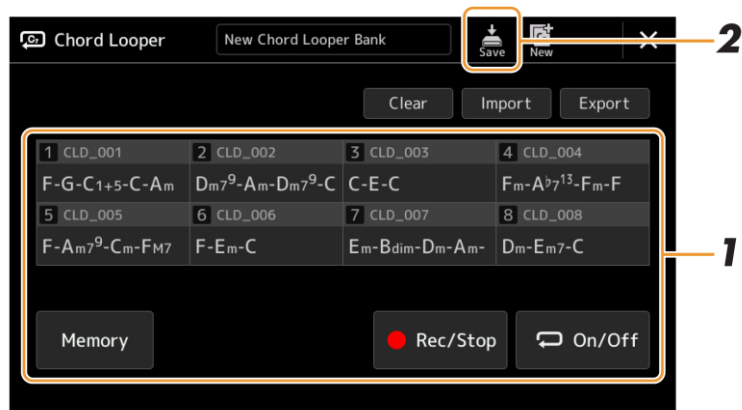 Chord Looper New Chord Looper Bank Save New 2
Clear Import Export
1 CLD_001 2 CLD_002 3 CLD_003 4 CLD_004
F-G-C1+5-C-Am Dm7⁹-Am-Dm7⁹-C C-E-C Fm-A♭7¹³-Fm-F
5 CLD_005 6 CLD_006 7 CLD_007 8 CLD_008
F-Am7⁹-Cm-FM7 F-Em-C Em-Bdim-Dm-Am- Dm-Em7-C
1
Memory Rec/Stop On/Off